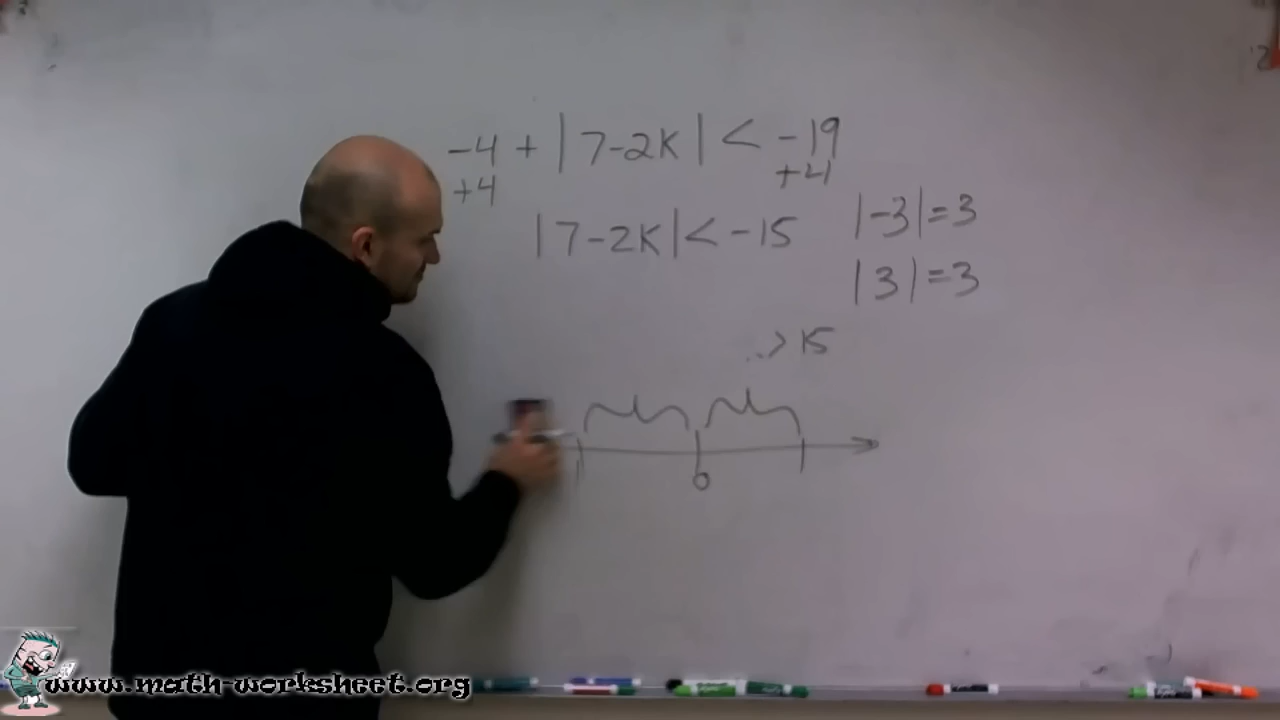 -4 + |7-2K| < -19
+4 +4
|7-2K| < -15
|-3|=3
|3|=3
..> 15
0
www.math-worksheet.org